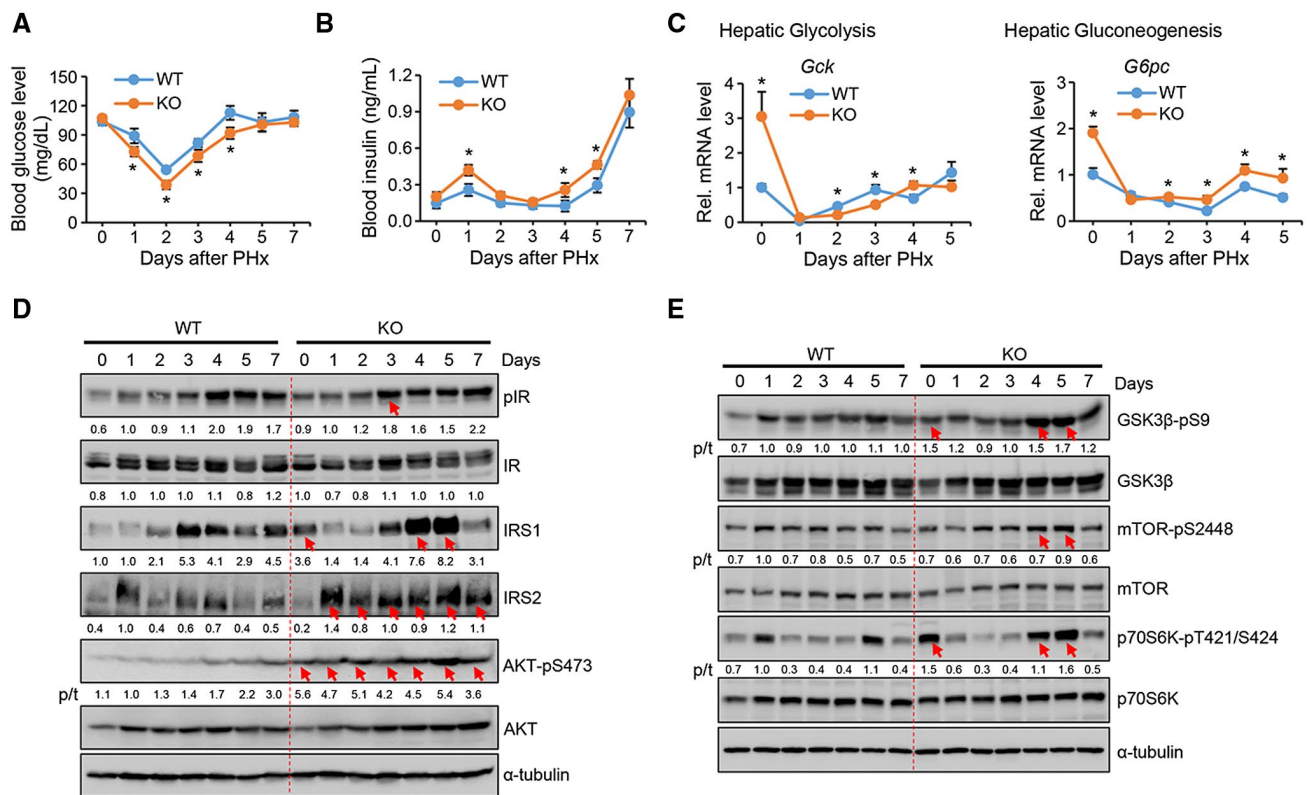 A
Blood glucose level
(mg/dL)
150
120
90
60
30
0
WT
KO
* * * *
0 1 2 3 4 5 7
Days after PHx
B
Blood insulin (ng/mL)
1.2
0.9
0.6
0.3
0.0
WT
KO
* * *
0 1 2 3 4 5 7
Days after PHx
C
Hepatic Glycolysis
Gck
Rel. mRNA level
4
3
2
1
0
WT
KO
* * * *
0 1 2 3 4 5
Days after PHx
Hepatic Gluconeogenesis
G6pc
Rel. mRNA level
3
2
1
0
WT
KO
* * * * *
0 1 2 3 4 5
Days after PHx
D
WT KO
0 1 2 3 4 5 7 0 1 2 3 4 5 7 Days
pIR
0.6 1.0 0.9 1.1 2.0 1.9 1.7 0.9 1.0 1.2 1.8 1.6 1.5 2.2
IR
0.8 1.0 1.0 1.0 1.1 0.8 1.2 1.0 0.7 0.8 1.1 1.0 1.0 1.0
IRS1
1.0 1.0 2.1 5.3 4.1 2.9 4.5 3.6 1.4 1.4 4.1 7.6 8.2 3.1
IRS2
0.4 1.0 0.4 0.6 0.7 0.4 0.5 0.2 1.4 0.8 1.0 0.9 1.2 1.1
AKT-pS473
p/t 1.1 1.0 1.3 1.4 1.7 2.2 3.0 5.6 4.7 5.1 4.2 4.5 5.4 3.6
AKT
α-tubulin
E
WT KO
0 1 2 3 4 5 7 0 1 2 3 4 5 7 Days
GSK3β-pS9
p/t 0.7 1.0 0.9 1.0 1.0 1.1 1.0 1.5 1.2 0.9 1.0 1.5 1.7 1.2
GSK3β
mTOR-pS2448
p/t 0.7 1.0 0.7 0.8 0.5 0.7 0.5 0.7 0.6 0.7 0.6 0.7 0.9 0.6
mTOR
p70S6K-pT421/S424
p/t 0.7 1.0 0.3 0.4 0.4 1.1 0.4 1.5 0.6 0.3 0.4 1.1 1.6 0.5
p70S6K
α-tubulin